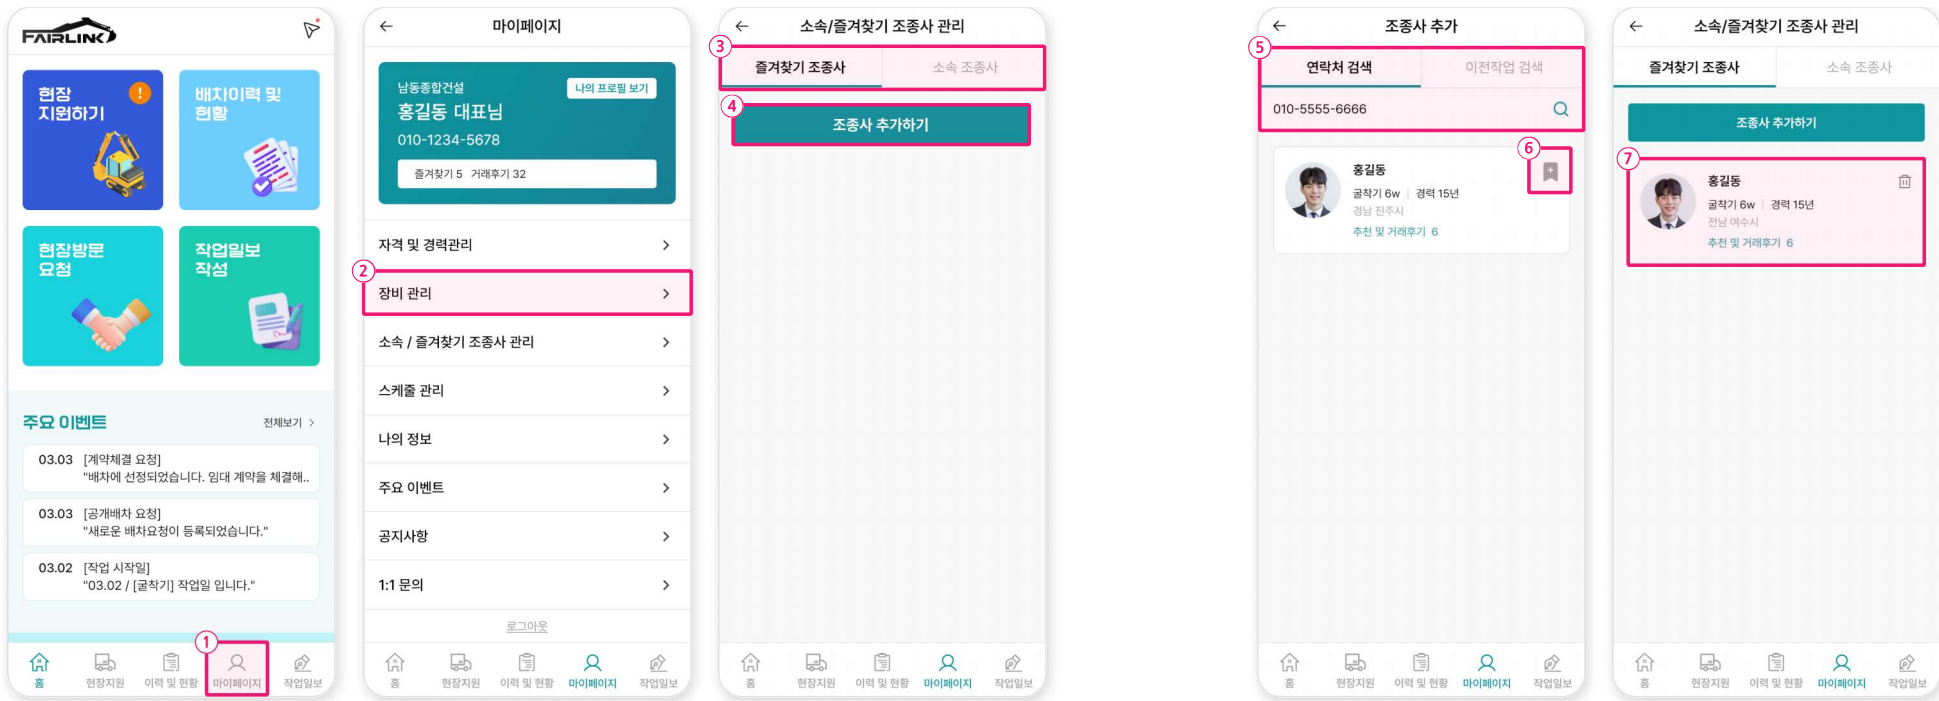 FAIRLINK
현장
지원하기
!
배차이력 및
현황
현장방문
요청
작업일보
작성
주요 이벤트
전체보기 >
03.03 [계약체결 요청]
"배차에 선정되었습니다. 임대 계약을 체결해..
03.03 [공개배차 요청]
"새로운 배차요청이 등록되었습니다."
03.02 [작업 시작일]
"03.02 / [굴착기] 작업일 입니다."
1
홈 현장지원 이력 및 현황 마이페이지 작업일보
마이페이지
남동종합건설
나의 프로필 보기
홍길동 대표님
010-1234-5678
즐겨찾기 5 거래후기 32
자격 및 경력관리
2
장비 관리
소속 / 즐겨찾기 조종사 관리
스케줄 관리
나의 정보
주요 이벤트
공지사항
1:1 문의
로그아웃
홈 현장지원 이력 및 현황 마이페이지 작업일보
소속/즐겨찾기 조종사 관리
3
즐겨찾기 조종사 소속 조종사
4
조종사 추가하기
홈 현장지원 이력 및 현황 마이페이지 작업일보
조종사 추가
5
연락처 검색 이전작업 검색
010-5555-6666
6
홍길동
굴착기 6w | 경력 15년
경남 진주시
추천 및 거래후기 6
홈 현장지원 이력 및 현황 마이페이지 작업일보
소속/즐겨찾기 조종사 관리
즐겨찾기 조종사 소속 조종사
조종사 추가하기
7
홍길동
굴착기 6w | 경력 15년
전남 여수시
추천 및 거래후기 6
홈 현장지원 이력 및 현황 마이페이지 작업일보